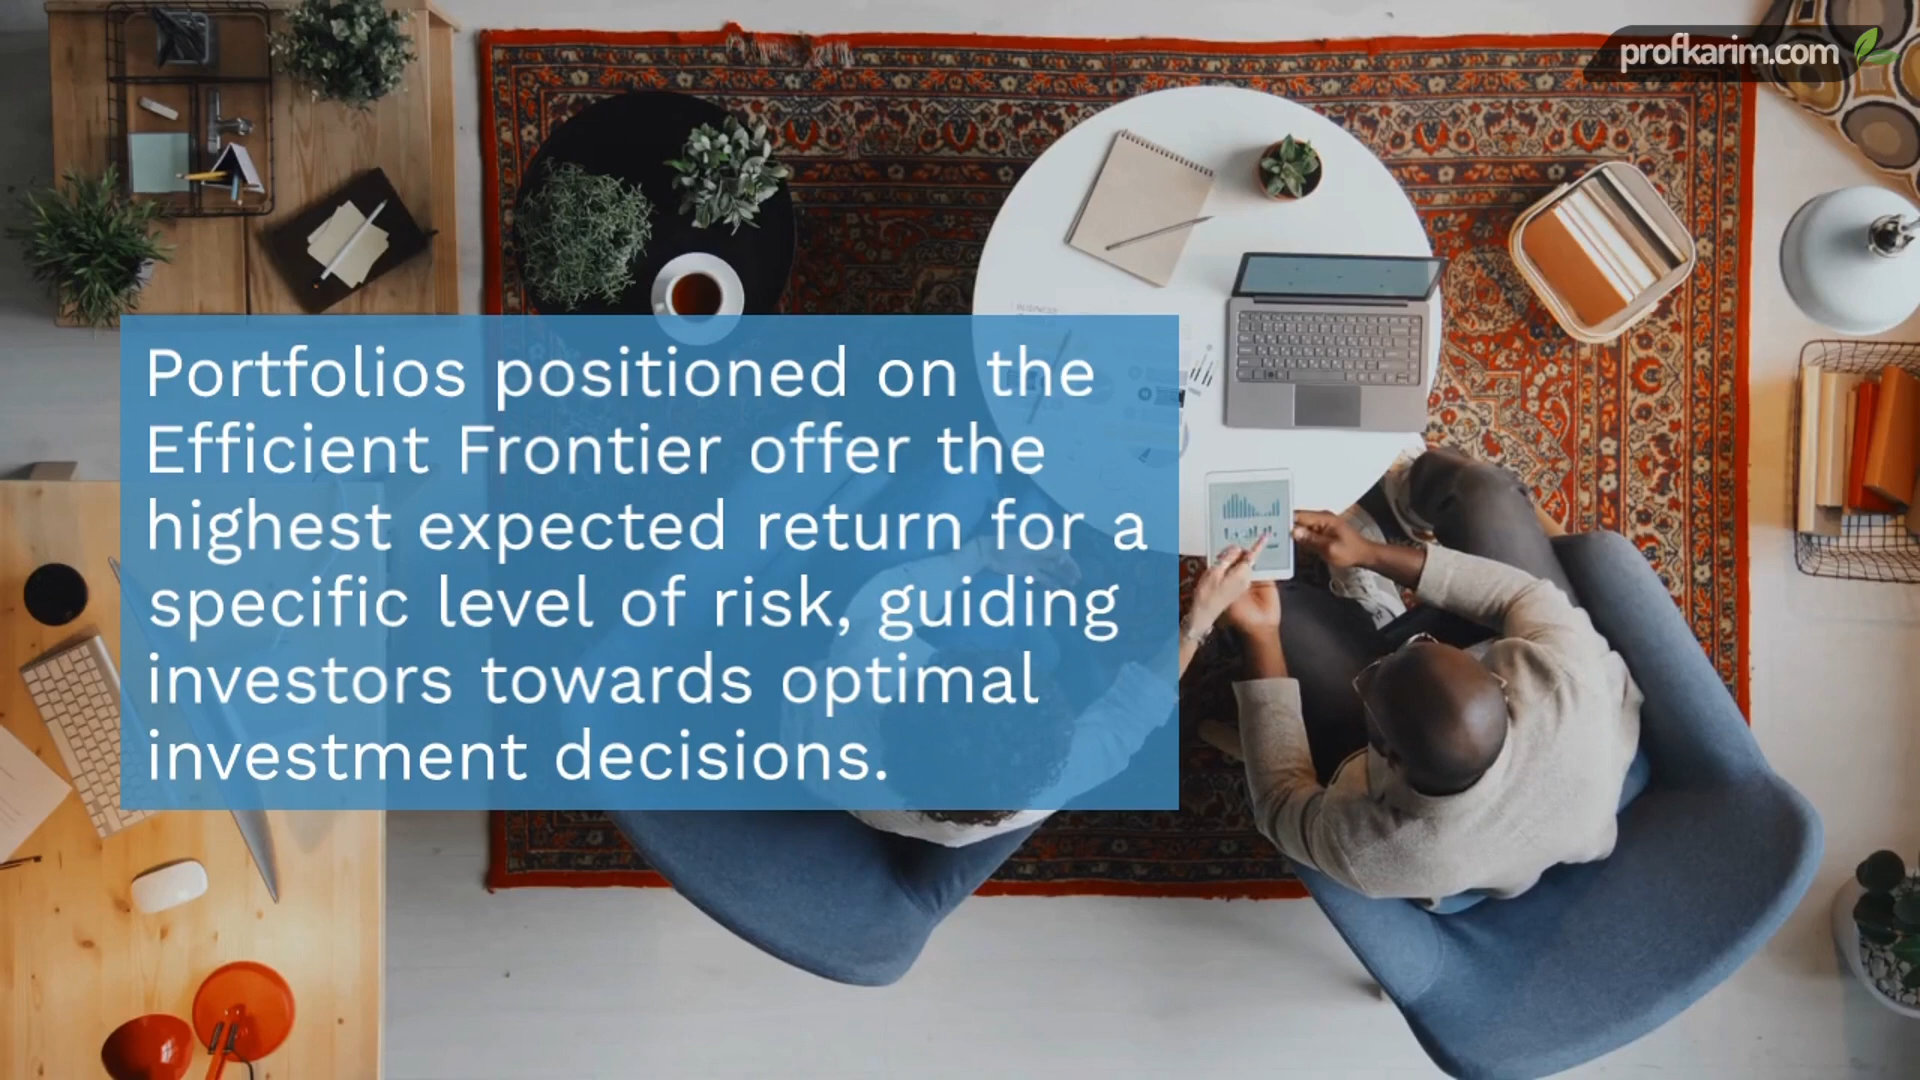 profkarim.com
Portfolios positioned on the
Efficient Frontier offer the
highest expected return for a
specific level of risk, guiding
investors towards optimal
investment decisions.